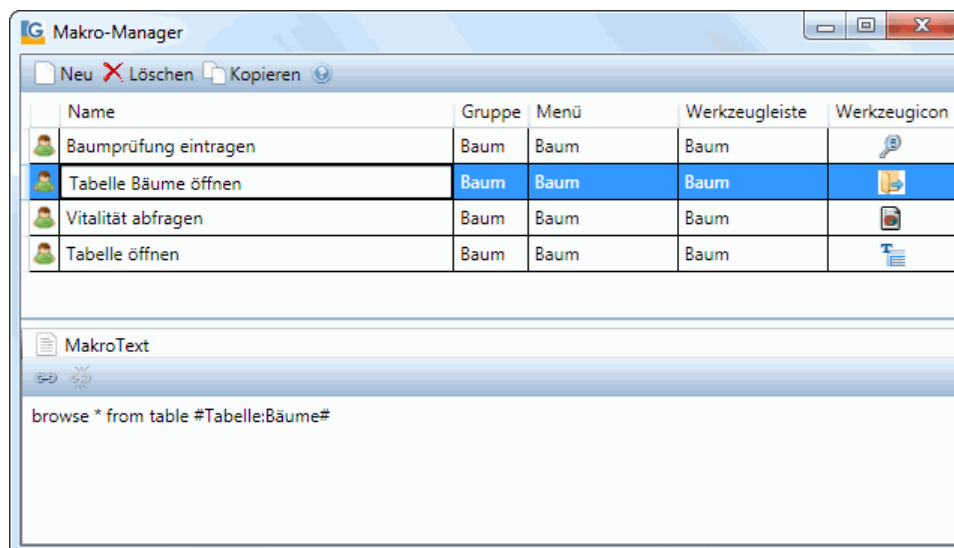 Makro-Manager
Neu Löschen Kopieren
Name Gruppe Menü Werkzeugleiste Werkzeugicon
Baumprüfung eintragen Baum Baum Baum
Tabelle Bäume öffnen Baum Baum Baum
Vitalität abfragen Baum Baum Baum
Tabelle öffnen Baum Baum Baum
MakroText
browse * from table #Tabelle:Bäume#